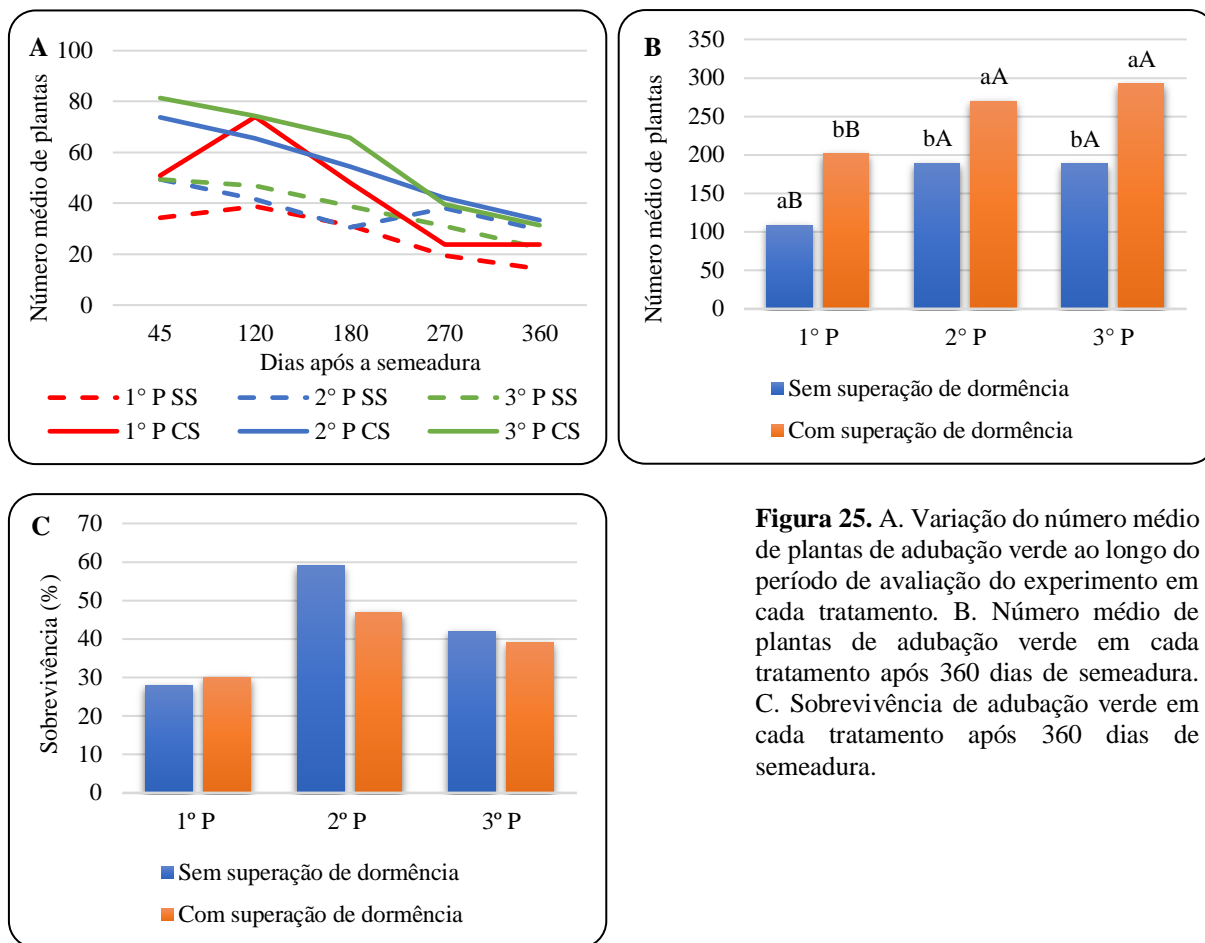 A
Número médio de plantas
100
80
60
40
20
0
45 120 180 270 360
Dias após a semeadura
1° P SS 2° P SS 3° P SS
1° P CS 2° P CS 3° P CS
B
Número médio de plantas
350
300
250
200
150
100
50
0
aB bB bA aA bA aA
1° P 2° P 3° P
Sem superação de dormência
Com superação de dormência
C
Sobrevivência (%)
70
60
50
40
30
20
10
0
1º P 2º P 3º P
Sem superação de dormência
Com superação de dormência
Figura 25. A. Variação do número médio
de plantas de adubação verde ao longo do
período de avaliação do experimento em
cada tratamento. B. Número médio de
plantas de adubação verde em cada
tratamento após 360 dias de semeadura.
C. Sobrevivência de adubação verde em
cada tratamento após 360 dias de
semeadura.